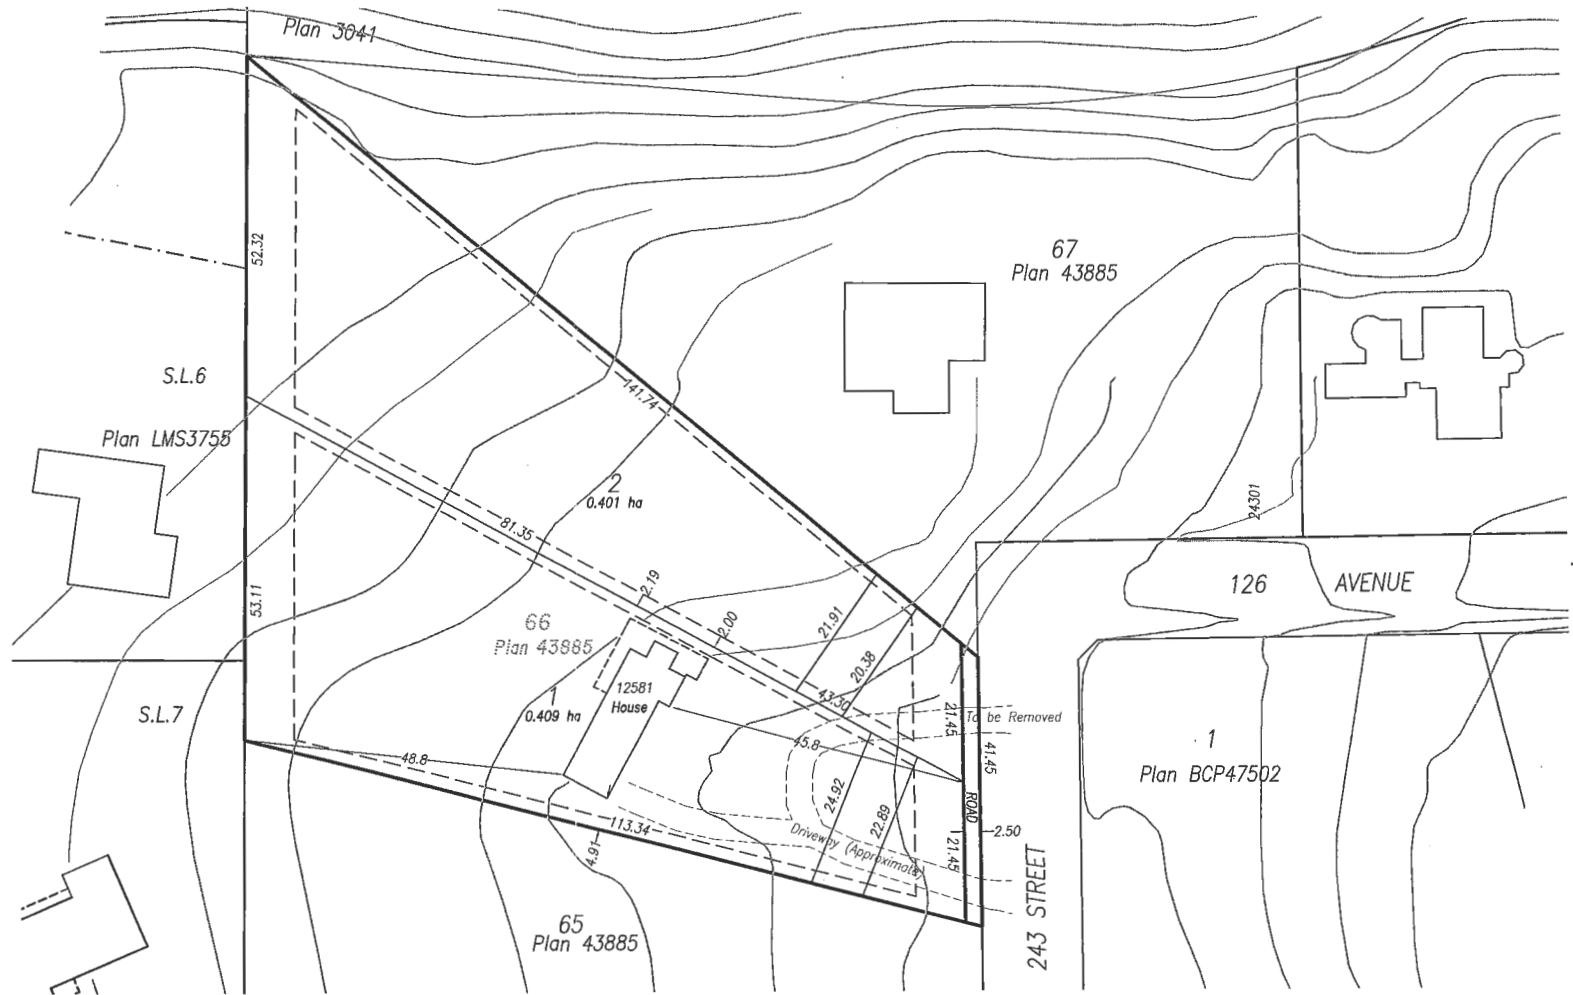 Plan 3041
52.32
67
Plan 43885
S.L.6
141.74
Plan LMS3755
2
0.401 ha
24301
81.35
126 AVENUE
2.19
53.11
2.00
21.91
66
Plan 43885
20.38
12581
House
1
0.409 ha
43.30
S.L.7
21.45
To be Removed
45.8
41.45
48.8
1
Plan BCP47502
24.92
ROAD
22.89
113.34
Driveway (Approximate)
2.50
4.91
21.45
243 STREET
65
Plan 43885